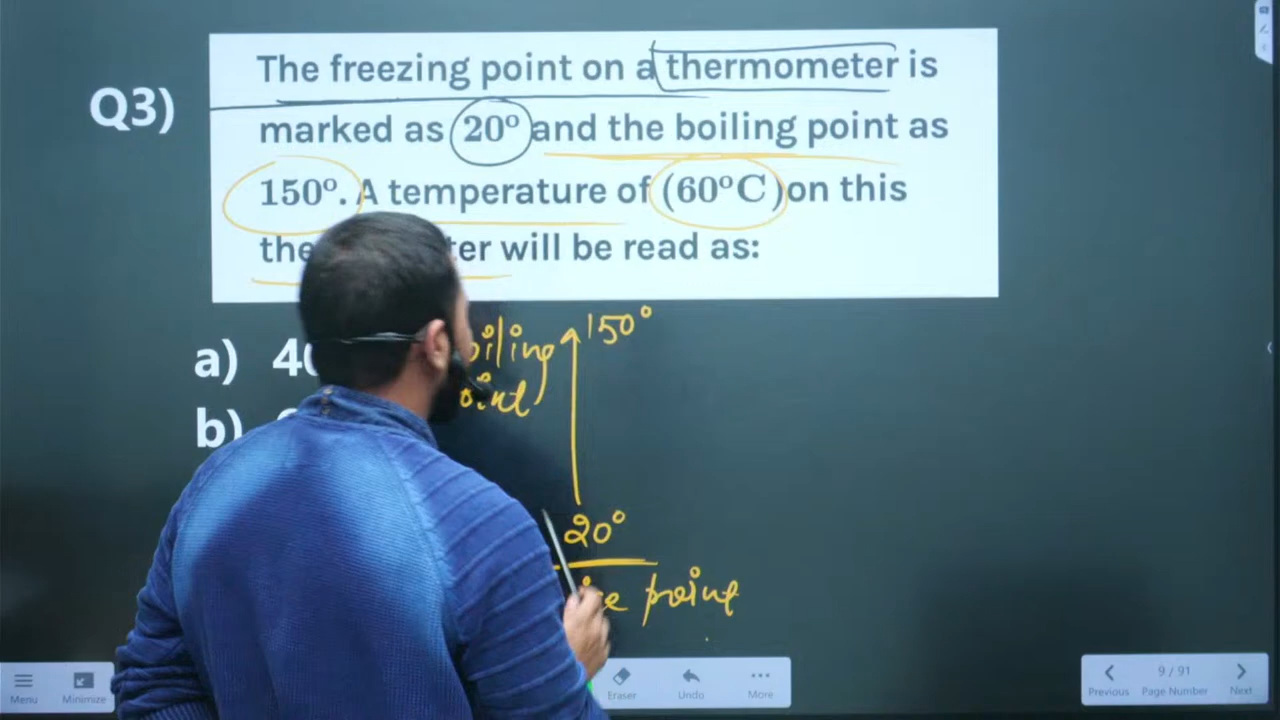 Q3)
The freezing point on a thermometer is
marked as 20° and the boiling point as
150°. A temperature of (60°C) on this
will be read as:
a)
b)
150°
20°
point
Menu
Minimize
Eraser
Undo
More
Previous
9 / 91
Page Number
Next